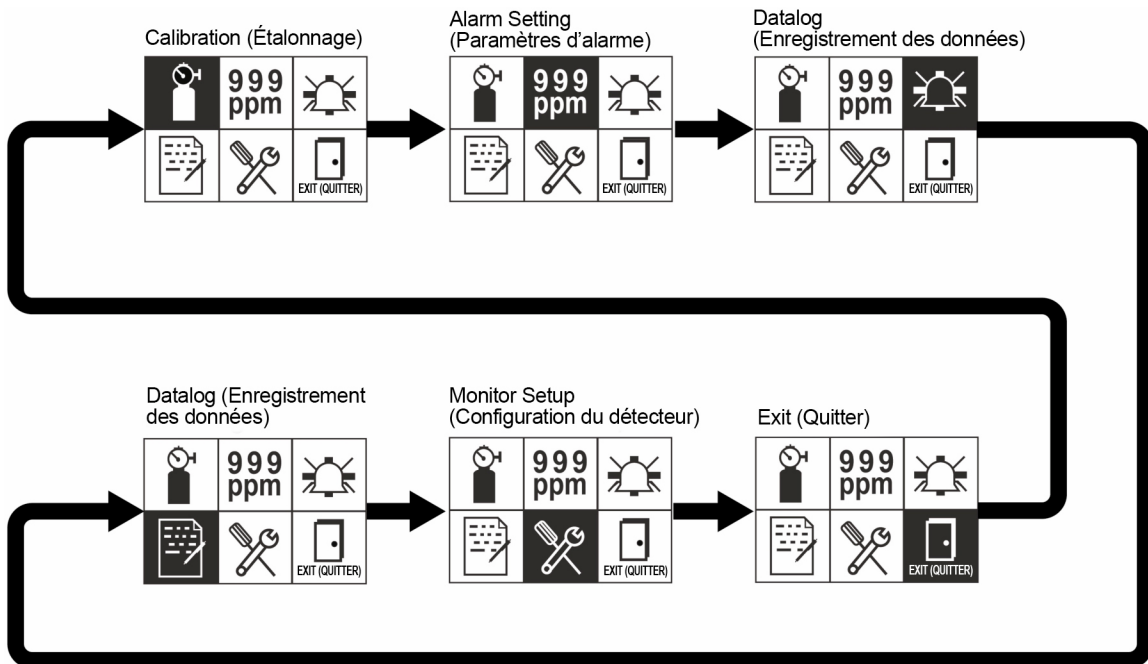 Calibration (Étalonnage)
999
ppm
EXIT (QUITTER)
Alarm Setting
(Paramètres d'alarme)
999
ppm
EXIT (QUITTER)
Datalog
(Enregistrement des données)
999
ppm
EXIT (QUITTER)
Datalog (Enregistrement
des données)
999
ppm
EXIT (QUITTER)
Monitor Setup
(Configuration du détecteur)
999
ppm
EXIT (QUITTER)
Exit (Quitter)
999
ppm
EXIT (QUITTER)